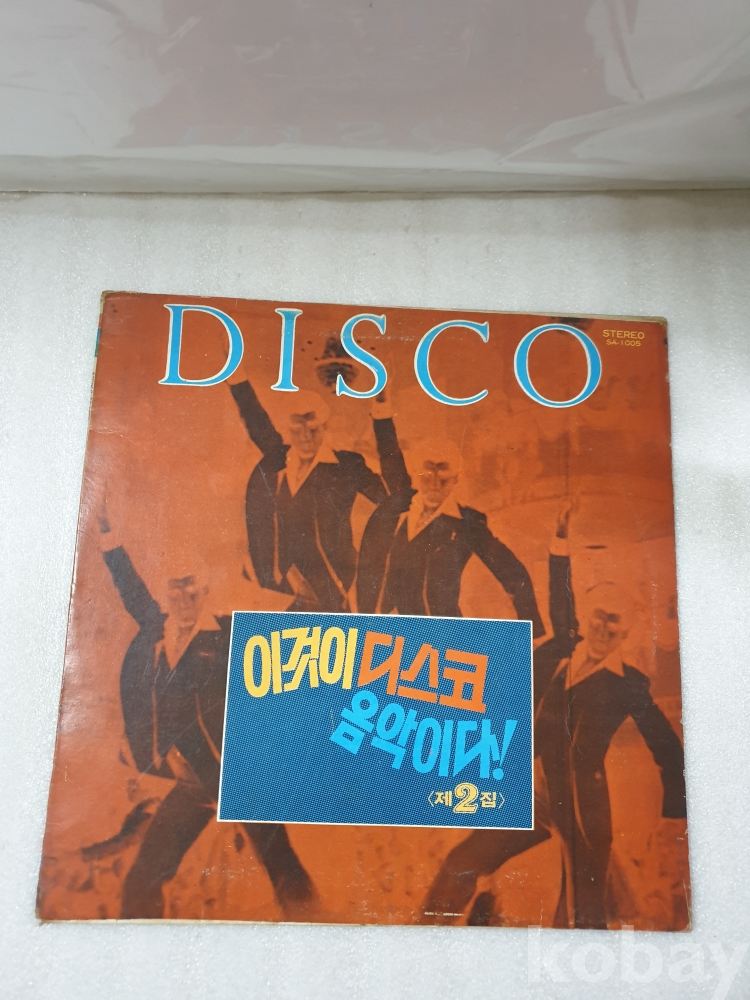 DISCO
STEREO
SA-1005
이것이 디스코
음악이다!
〈제2집〉
kobay